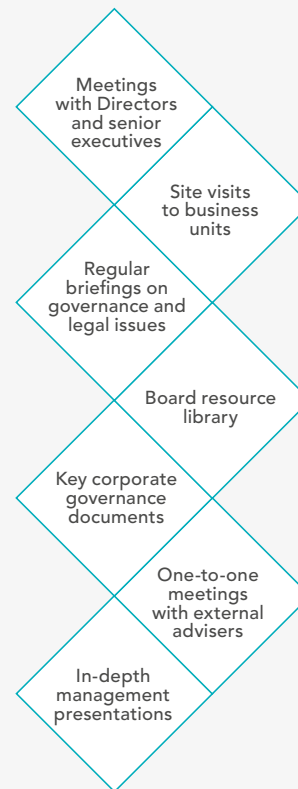 Meetings
with Directors
and senior
executives
Site visits
to business
units
Regular
briefings on
governance and
legal issues
Board resource
library
Key corporate
governance
documents
One-to-one
meetings
with external
advisers
In-depth
management
presentations